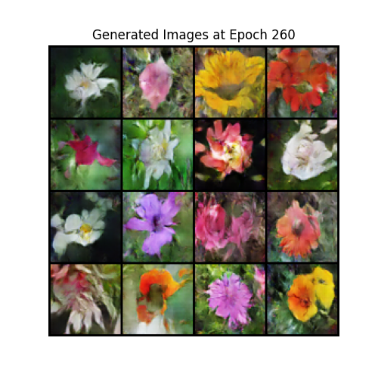 Generated Images at Epoch 260